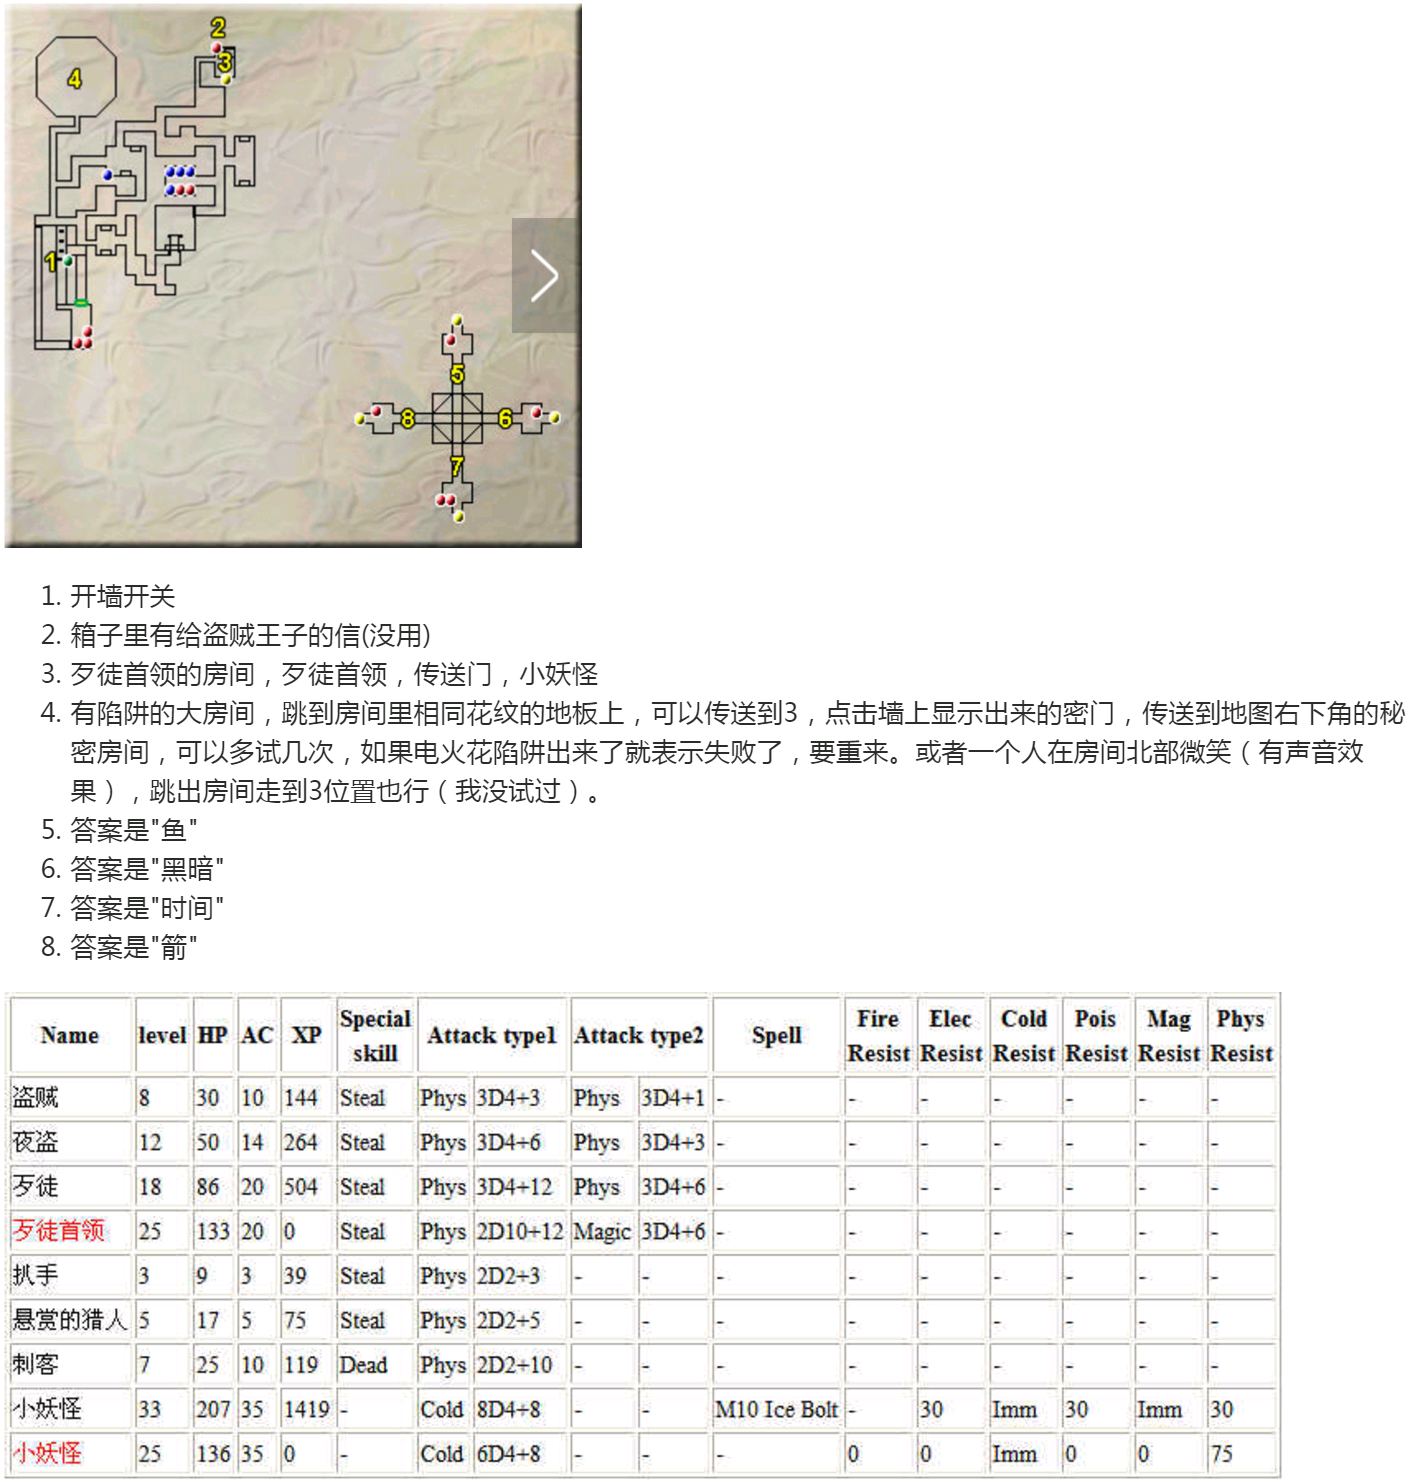 2
3
4
1
5
8
6
7
1. 开墙开关
2. 箱子里有给盗贼王子的信(没用)
3. 歹徒首领的房间，歹徒首领，传送门，小妖怪
4. 有陷阱的大房间，跳到房间里相同花纹的地板上，可以传送到3，点击墙上显示出来的密门，传送到地图右下角的秘
密房间，可以多试几次，如果电火花陷阱出来了就表示失败了，要重来。或者一个人在房间北部微笑（有声音效
果），跳出房间走到3位置也行（我没试过）。
5. 答案是"鱼"
6. 答案是"黑暗"
7. 答案是"时间"
8. 答案是"箭"
Name level HP AC XP Special skill Attack type1 Attack type2 Spell Fire Resist Elec Resist Cold Resist Pois Resist Mag Resist Phys Resist
盗贼 8 30 10 144 Steal Phys 3D4+3 Phys 3D4+1 - - - - - - -
夜盗 12 50 14 264 Steal Phys 3D4+6 Phys 3D4+3 - - - - - - -
歹徒 18 86 20 504 Steal Phys 3D4+12 Phys 3D4+6 - - - - - - -
歹徒首领 25 133 20 0 Steal Phys 2D10+12 Magic 3D4+6 - - - - - - -
扒手 3 9 3 39 Steal Phys 2D2+3 - - - - - - - - -
悬赏的猎人 5 17 5 75 Steal Phys 2D2+5 - - - - - - - - -
刺客 7 25 10 119 Dead Phys 2D2+10 - - - - - - - - -
小妖怪 33 207 35 1419 - Cold 8D4+8 - - M10 Ice Bolt - 30 Imm 30 Imm 30
小妖怪 25 136 35 0 - Cold 6D4+8 - - - 0 0 Imm 0 0 75